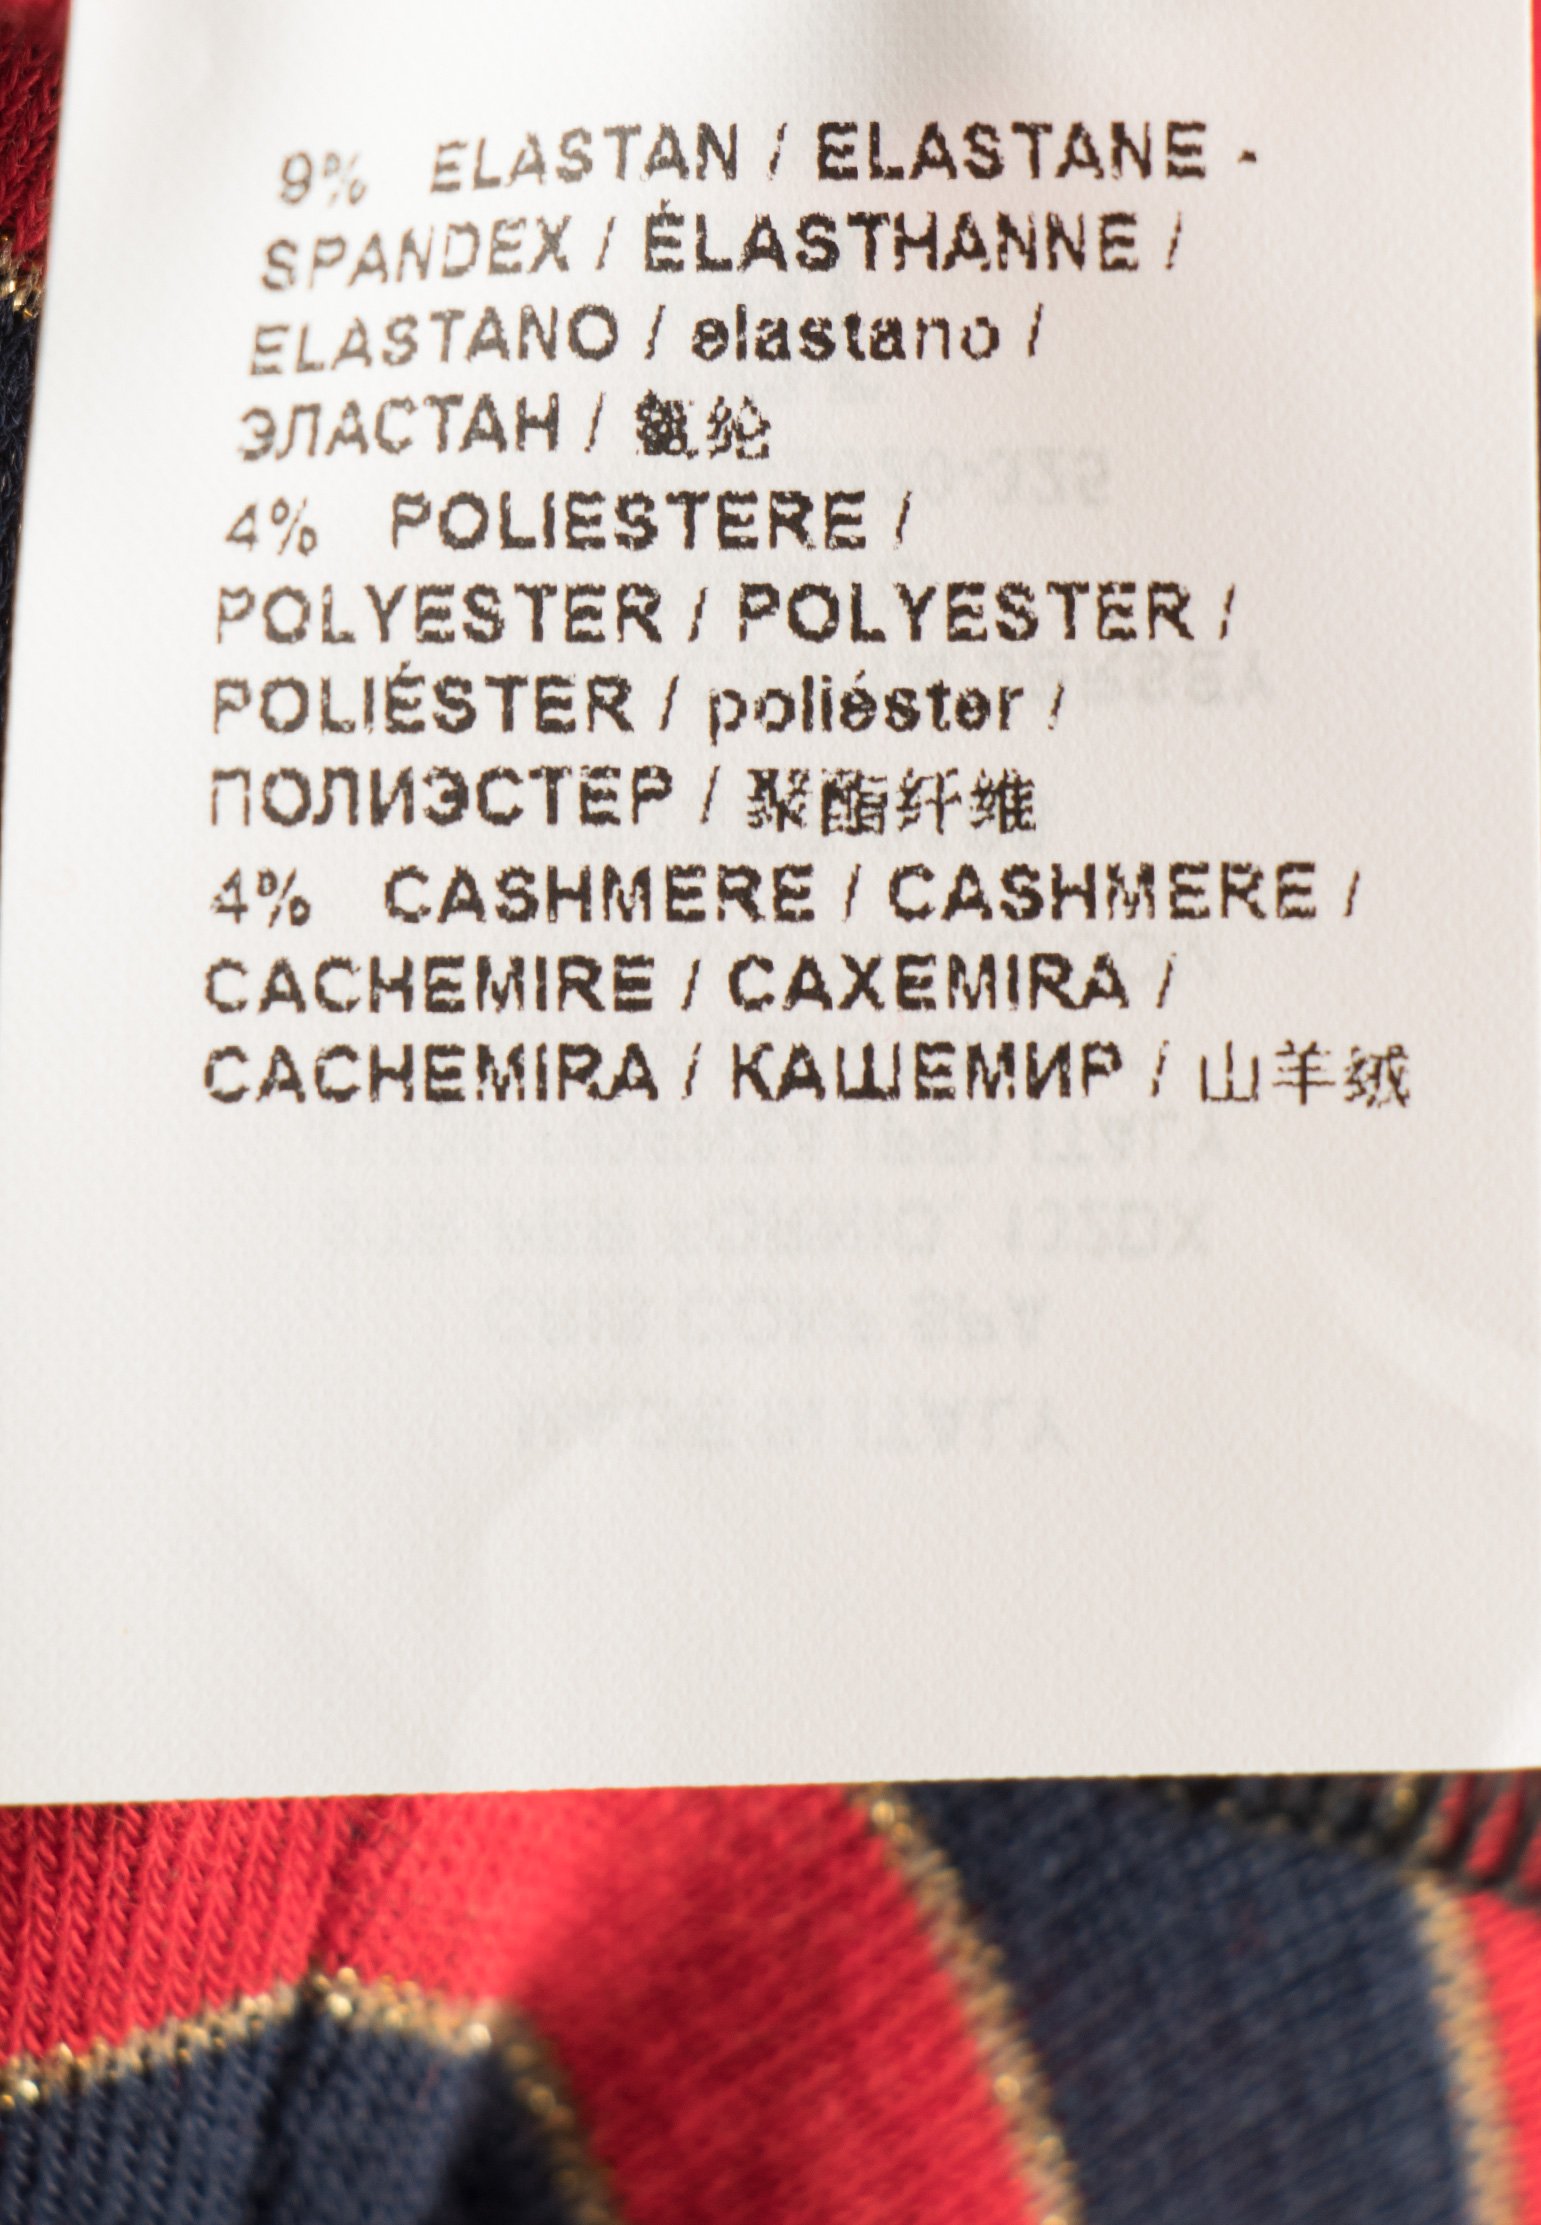 9% ELASTAN / ELASTANE -
SPANDEX / ÉLASTHANNE /
ELASTANO / elastano /
ЭЛАСТАН / 氨纶
4% POLIESTERE /
POLYESTER / POLYESTER /
POLIÉSTER / poliéster /
ПОЛИЭСТЕР / 聚酯纤维
4% CASHMERE / CASHMERE /
CACHEMIRE / CAXEMIRA /
CACHEMIRA / КАШЕМИР / 山羊绒